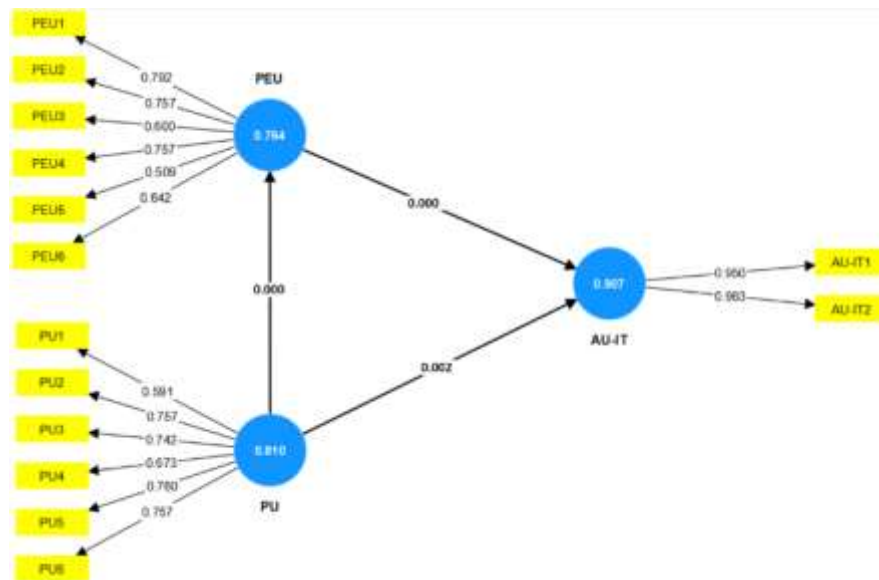 PEU1
PEU2
PEU3
PEU4
PEU5
PEU6
0.792
0.757
0.600
0.757
0.509
0.642
PEU
0.764
0.000
0.000
0.907
AU-IT
0.950
0.963
AU-IT1
AU-IT2
PU1
PU2
PU3
PU4
PU5
PU6
0.591
0.757
0.742
0.673
0.760
0.757
0.002
0.810
PU